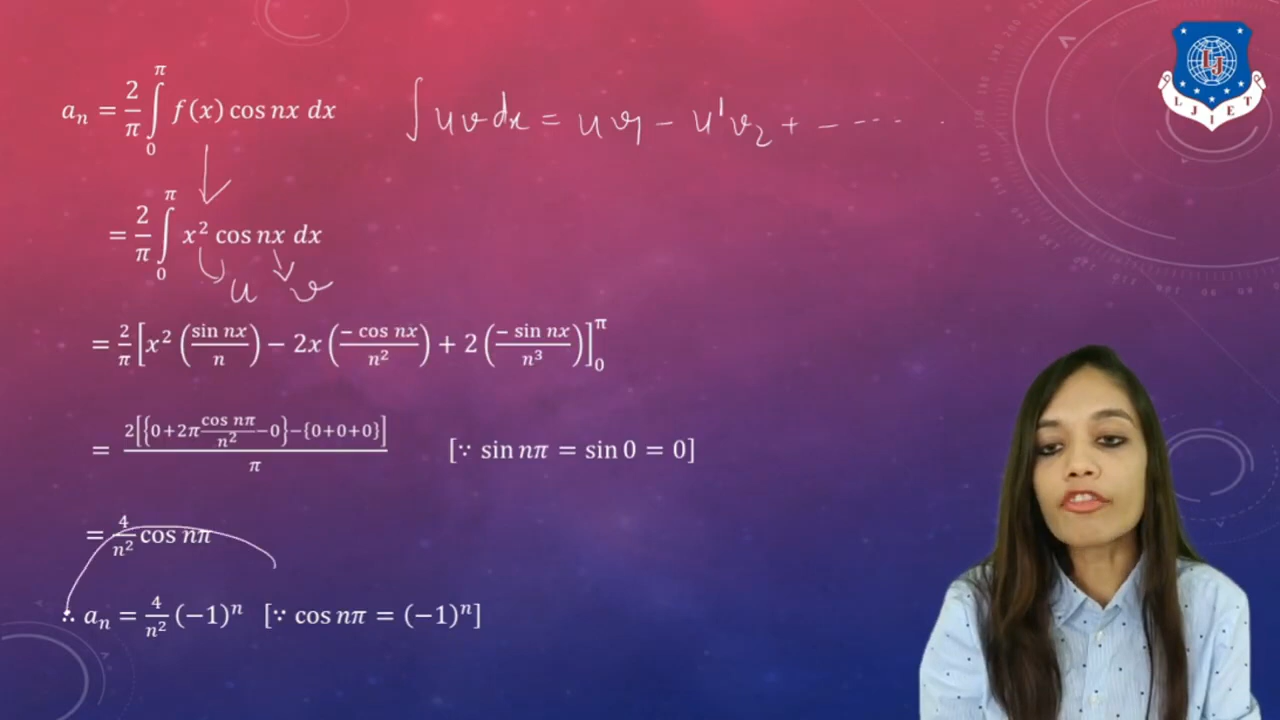 aₙ = 2/π ∫₀^π f(x) cos nx dx
∫ u v dx = u v₁ − u'v₂ + − ⋯
= 2/π ∫₀^π x² cos nx dx
u v
= 2/π [x² (sin nx / n) − 2x (− cos nx / n²) + 2 (− sin nx / n³)]₀^π
= 2[{0+2π cos nπ / n² −0}−{0+0+0}] / π [∵ sin nπ = sin 0 = 0]
= 4/n² cos nπ
∴ aₙ = 4/n² (−1)ⁿ [∵ cos nπ = (−1)ⁿ]
LJ
LJIET